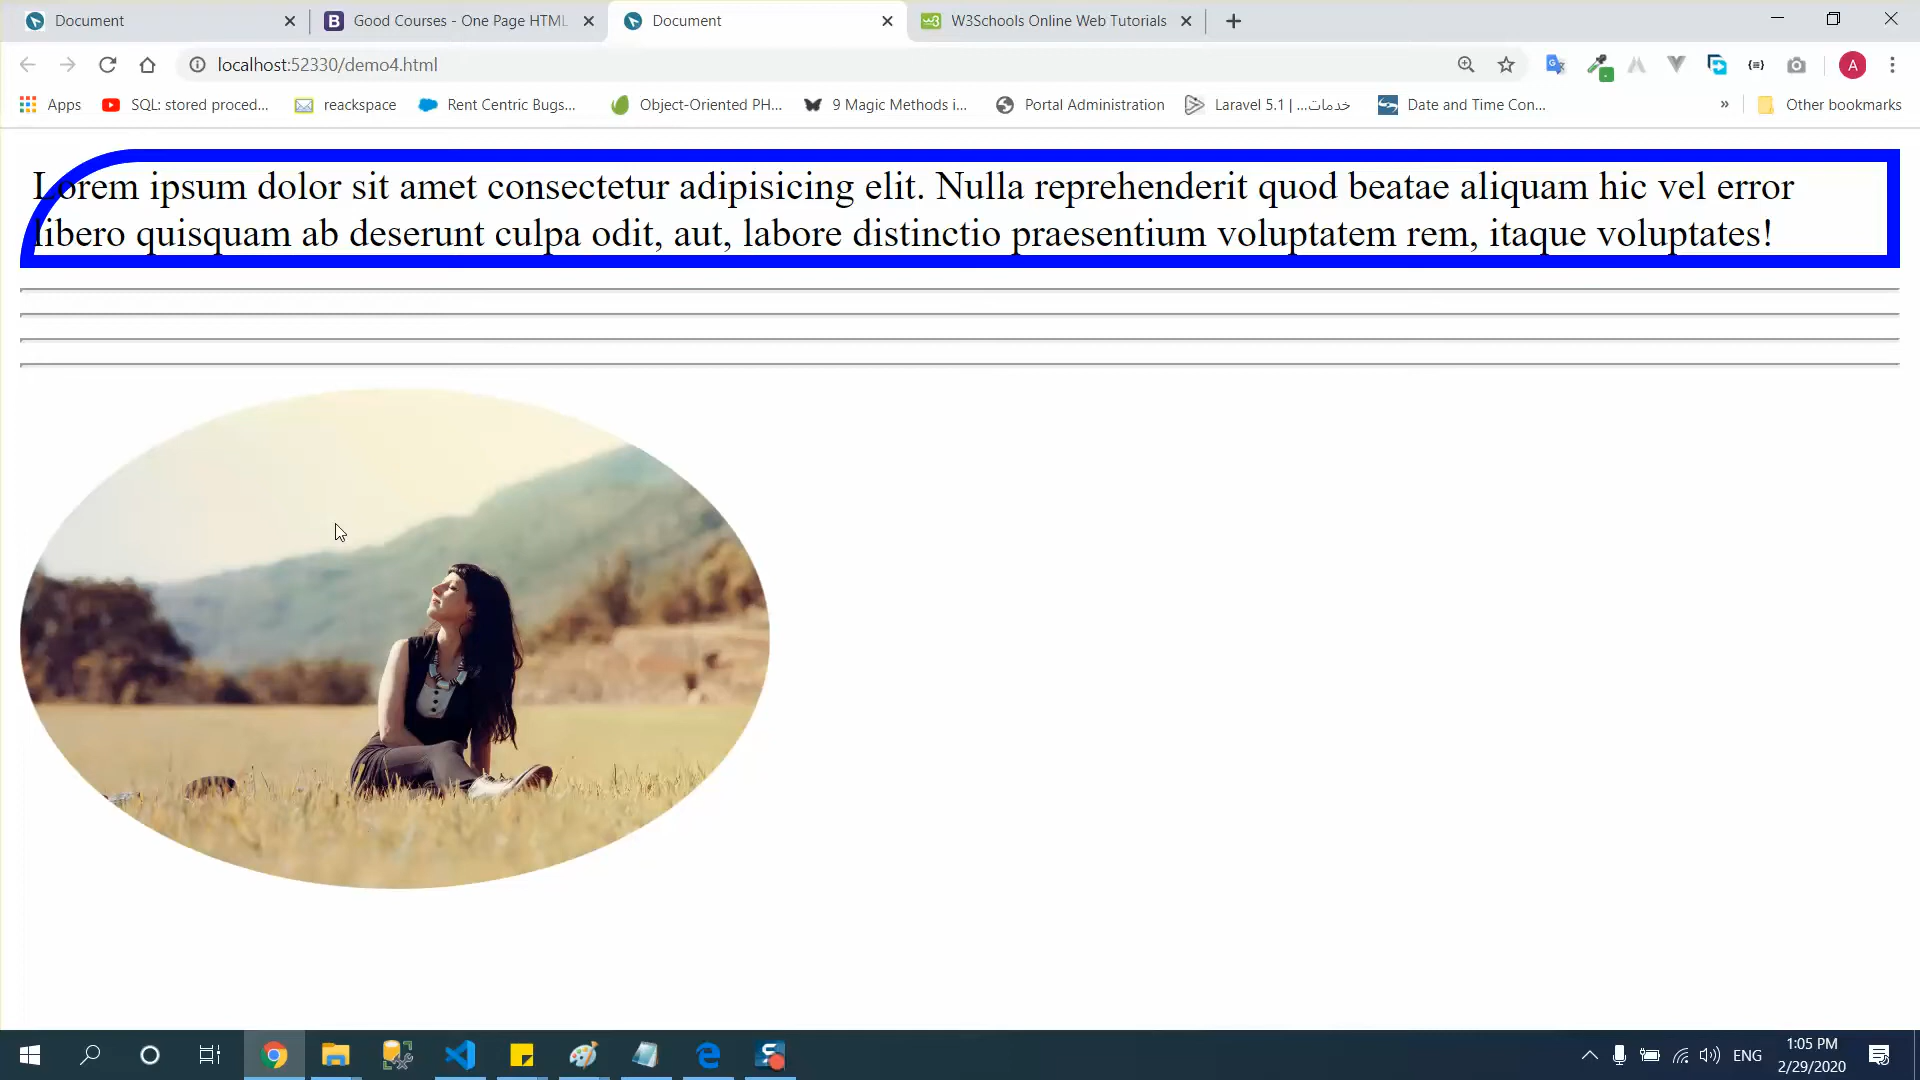 Document
Good Courses - One Page HTML
Document
W3Schools Online Web Tutorials
localhost:52330/demo4.html
A
Apps
SQL: stored proced...
reackspace
Rent Centric Bugs...
Object-Oriented PH...
9 Magic Methods i...
Portal Administration
Laravel 5.1 | ...خدمات
Date and Time Con...
»
Other bookmarks
Lorem ipsum dolor sit amet consectetur adipisicing elit. Nulla reprehenderit quod beatae aliquam hic vel error
libero quisquam ab deserunt culpa odit, aut, labore distinctio praesentium voluptatem rem, itaque voluptates!
ENG
1:05 PM
2/29/2020